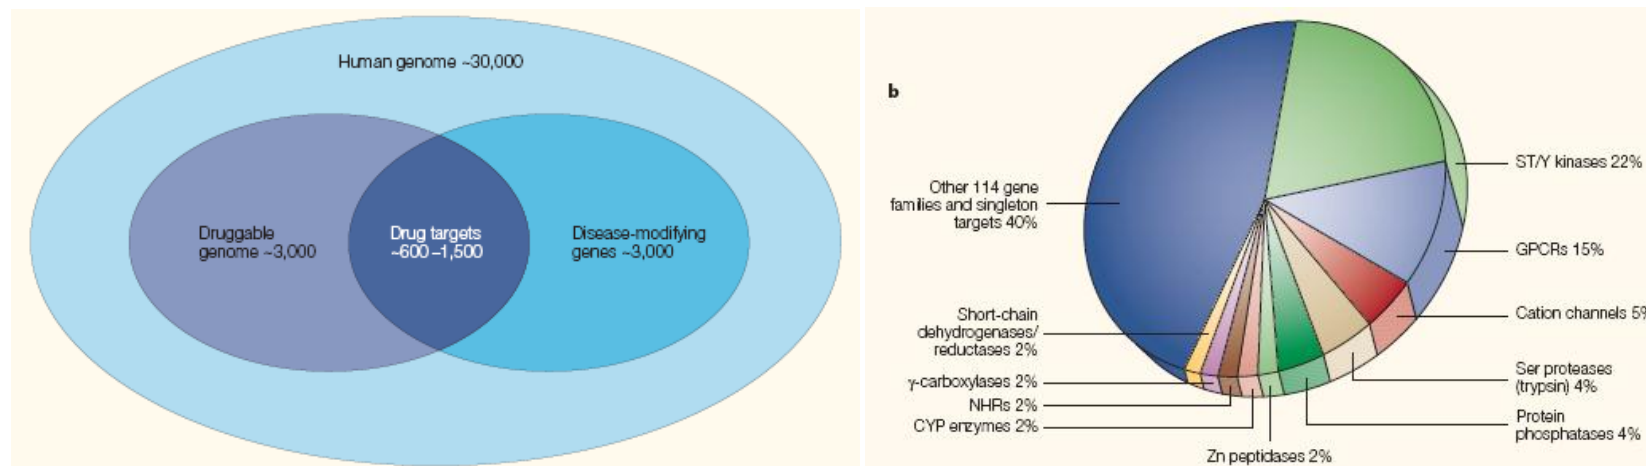 Human genome ~30,000
Druggable
genome ~3,000
Drug targets
~600 –1,500
Disease-modifying
genes ~3,000
b
Other 114 gene
families and singleton
targets 40%
Short-chain
dehydrogenases/
reductases 2%
γ-carboxylases 2%
NHRs 2%
CYP enzymes 2%
Zn peptidases 2%
ST/Y kinases 22%
GPCRs 15%
Cation channels 5%
Ser proteases
(trypsin) 4%
Protein
phosphatases 4%